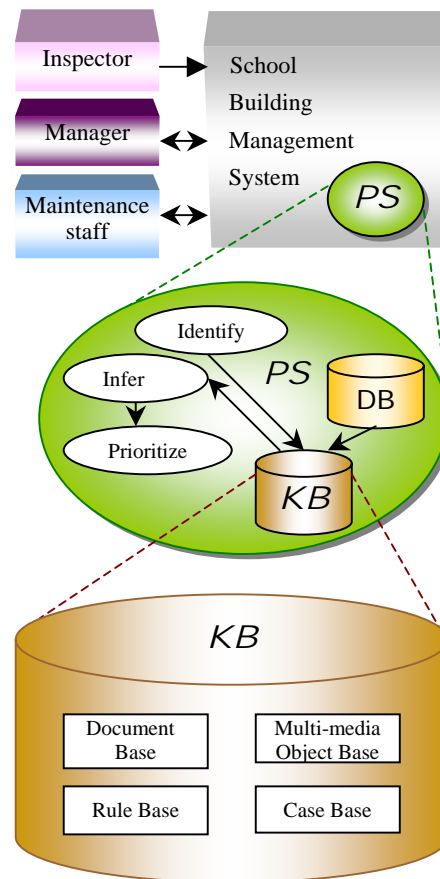 Inspector
Manager
Maintenance
staff
School
Building
Management
System
PS
Identify
Infer
Prioritize
PS
DB
KB
KB
Document
Base
Multi-media
Object Base
Rule Base
Case Base